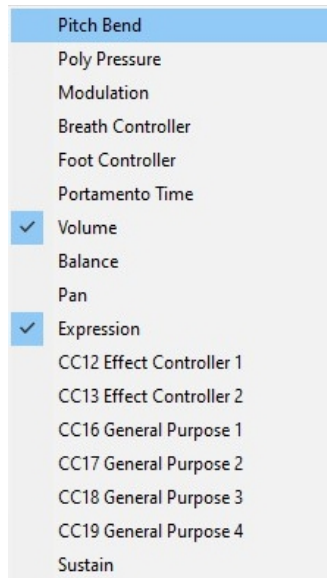 Pitch Bend
Poly Pressure
Modulation
Breath Controller
Foot Controller
Portamento Time
Volume
Balance
Pan
Expression
CC12 Effect Controller 1
CC13 Effect Controller 2
CC16 General Purpose 1
CC17 General Purpose 2
CC18 General Purpose 3
CC19 General Purpose 4
Sustain